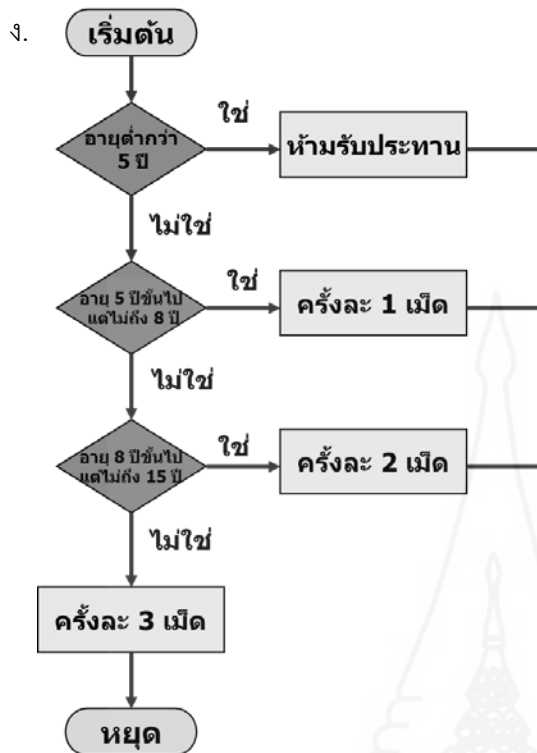 ง.
เริ่มต้น
อายุต่ำกว่า
5 ปี
ใช่
ห้ามรับประทาน
ไม่ใช่
อายุ 5 ปีขึ้นไป
แต่ไม่ถึง 8 ปี
ใช่
ครั้งละ 1 เม็ด
ไม่ใช่
อายุ 8 ปีขึ้นไป
แต่ไม่ถึง 15 ปี
ใช่
ครั้งละ 2 เม็ด
ไม่ใช่
ครั้งละ 3 เม็ด
หยุด